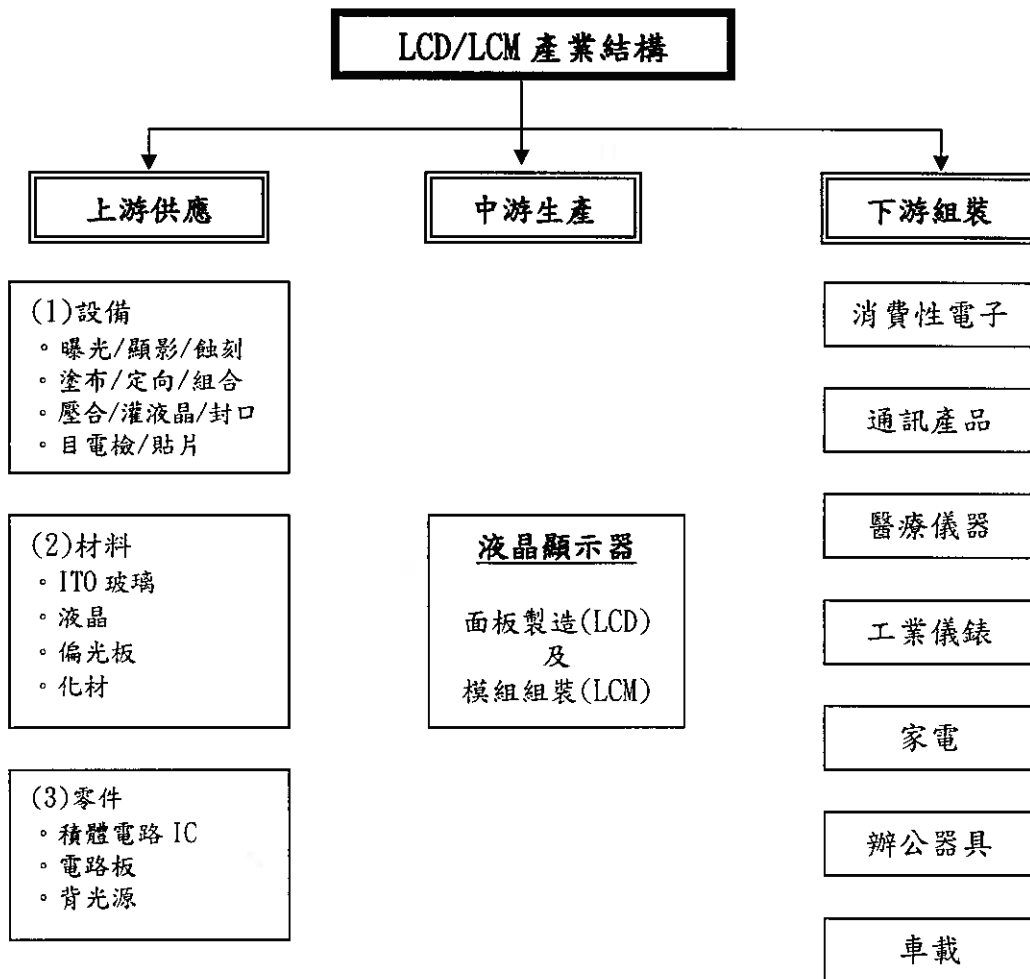 LCD/LCM 產業結構
上游供應
中游生產
下游組裝
(1)設備
。曝光/顯影/蝕刻
。塗布/定向/組合
。壓合/灌液晶/封口
。目電檢/貼片
(2)材料
。ITO 玻璃
。液晶
。偏光板
。化材
(3)零件
。積體電路 IC
。電路板
。背光源
液晶顯示器
面板製造(LCD)
及
模組組裝(LCM)
消費性電子
通訊產品
醫療儀器
工業儀錶
家電
辦公器具
車載